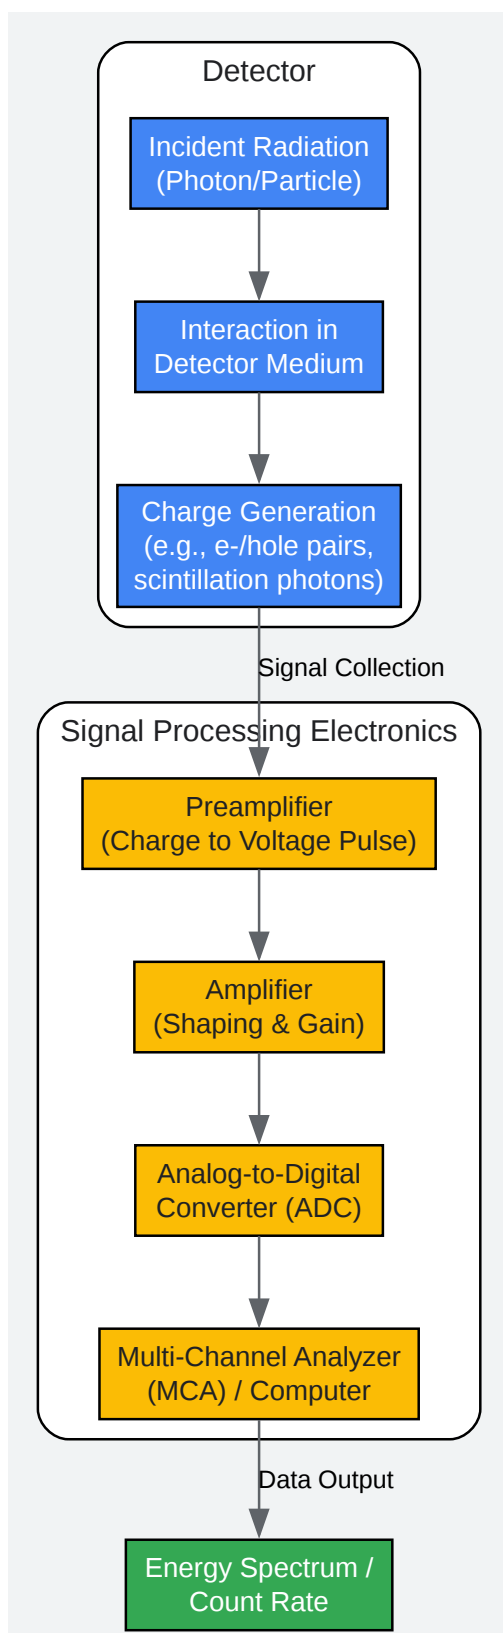 Detector
Incident Radiation
(Photon/Particle)
Interaction in
Detector Medium
Charge Generation
(e.g., e-/hole pairs,
scintillation photons)
Signal Collection
Signal Processing Electronics
Preamplifier
(Charge to Voltage Pulse)
Amplifier
(Shaping & Gain)
Analog-to-Digital
Converter (ADC)
Multi-Channel Analyzer
(MCA) / Computer
Data Output
Energy Spectrum /
Count Rate